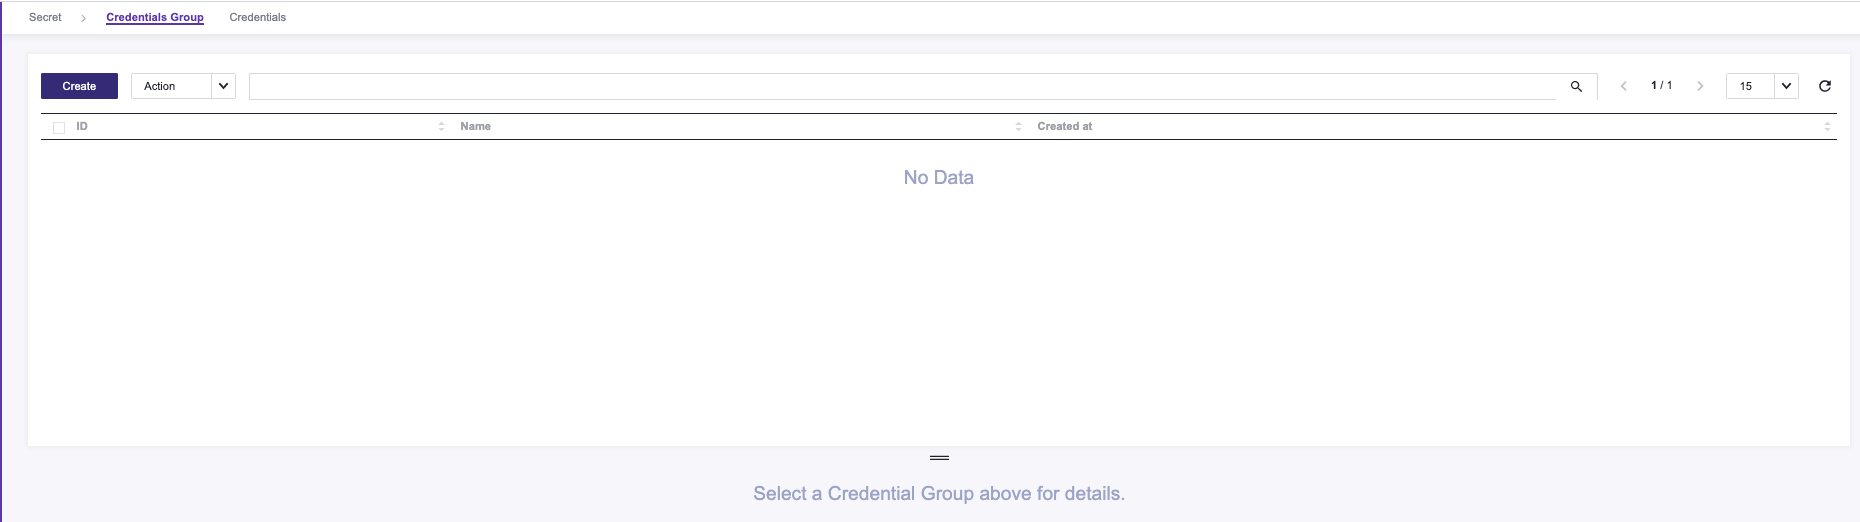 Secret > Credentials Group Credentials
Create Action 1 / 1 15
ID Name Created at
No Data
Select a Credential Group above for details.